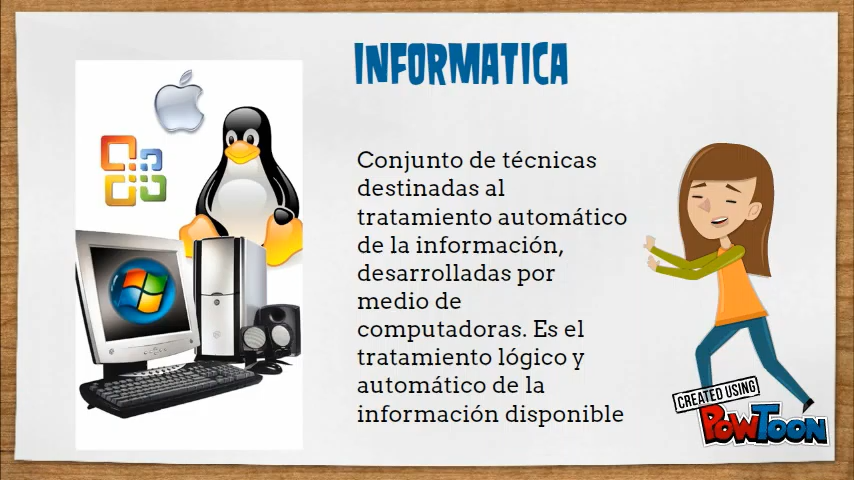 INFORMATICA
Conjunto de técnicas
destinadas al
tratamiento automático
de la información,
desarrolladas por
medio de
computadoras. Es el
tratamiento lógico y
automático de la
información disponible
CREATED USING
POWTOON